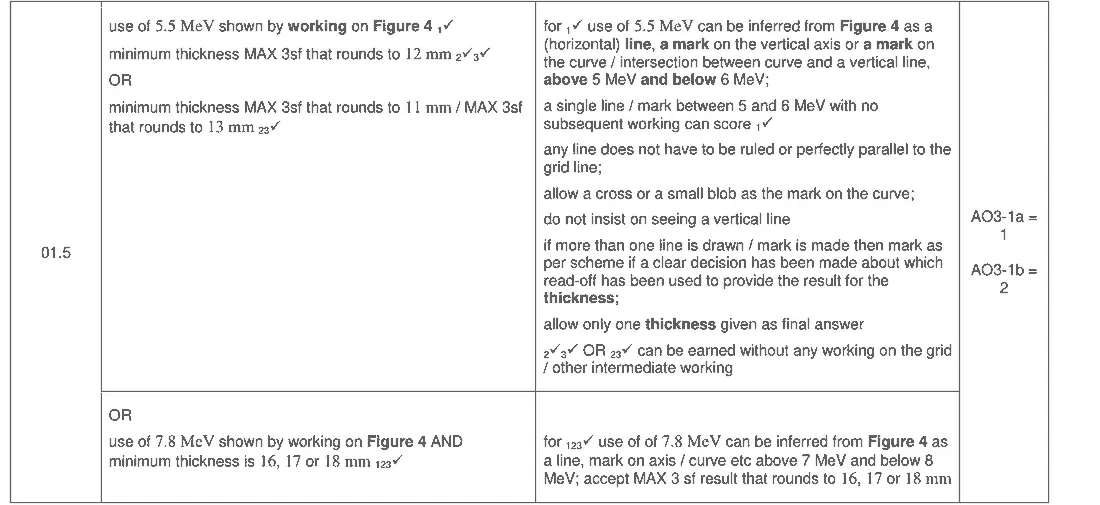 01.5
use of 5.5 MeV shown by working on Figure 4 ₁✓
minimum thickness MAX 3sf that rounds to 12 mm ₂✓₃✓
OR
minimum thickness MAX 3sf that rounds to 11 mm / MAX 3sf
that rounds to 13 mm ₂₃✓
for ₁✓ use of 5.5 MeV can be inferred from Figure 4 as a
(horizontal) line, a mark on the vertical axis or a mark on
the curve / intersection between curve and a vertical line,
above 5 MeV and below 6 MeV;
a single line / mark between 5 and 6 MeV with no
subsequent working can score ₁✓
any line does not have to be ruled or perfectly parallel to the
grid line;
allow a cross or a small blob as the mark on the curve;
do not insist on seeing a vertical line
if more than one line is drawn / mark is made then mark as
per scheme if a clear decision has been made about which
read-off has been used to provide the result for the
thickness;
allow only one thickness given as final answer
₂✓₃✓ OR ₂₃✓ can be earned without any working on the grid
/ other intermediate working
AO3-1a =
1
AO3-1b =
2
OR
use of 7.8 MeV shown by working on Figure 4 AND
minimum thickness is 16, 17 or 18 mm ₁₂₃✓
for ₁₂₃✓ use of of 7.8 MeV can be inferred from Figure 4 as
a line, mark on axis / curve etc above 7 MeV and below 8
MeV; accept MAX 3 sf result that rounds to 16, 17 or 18 mm